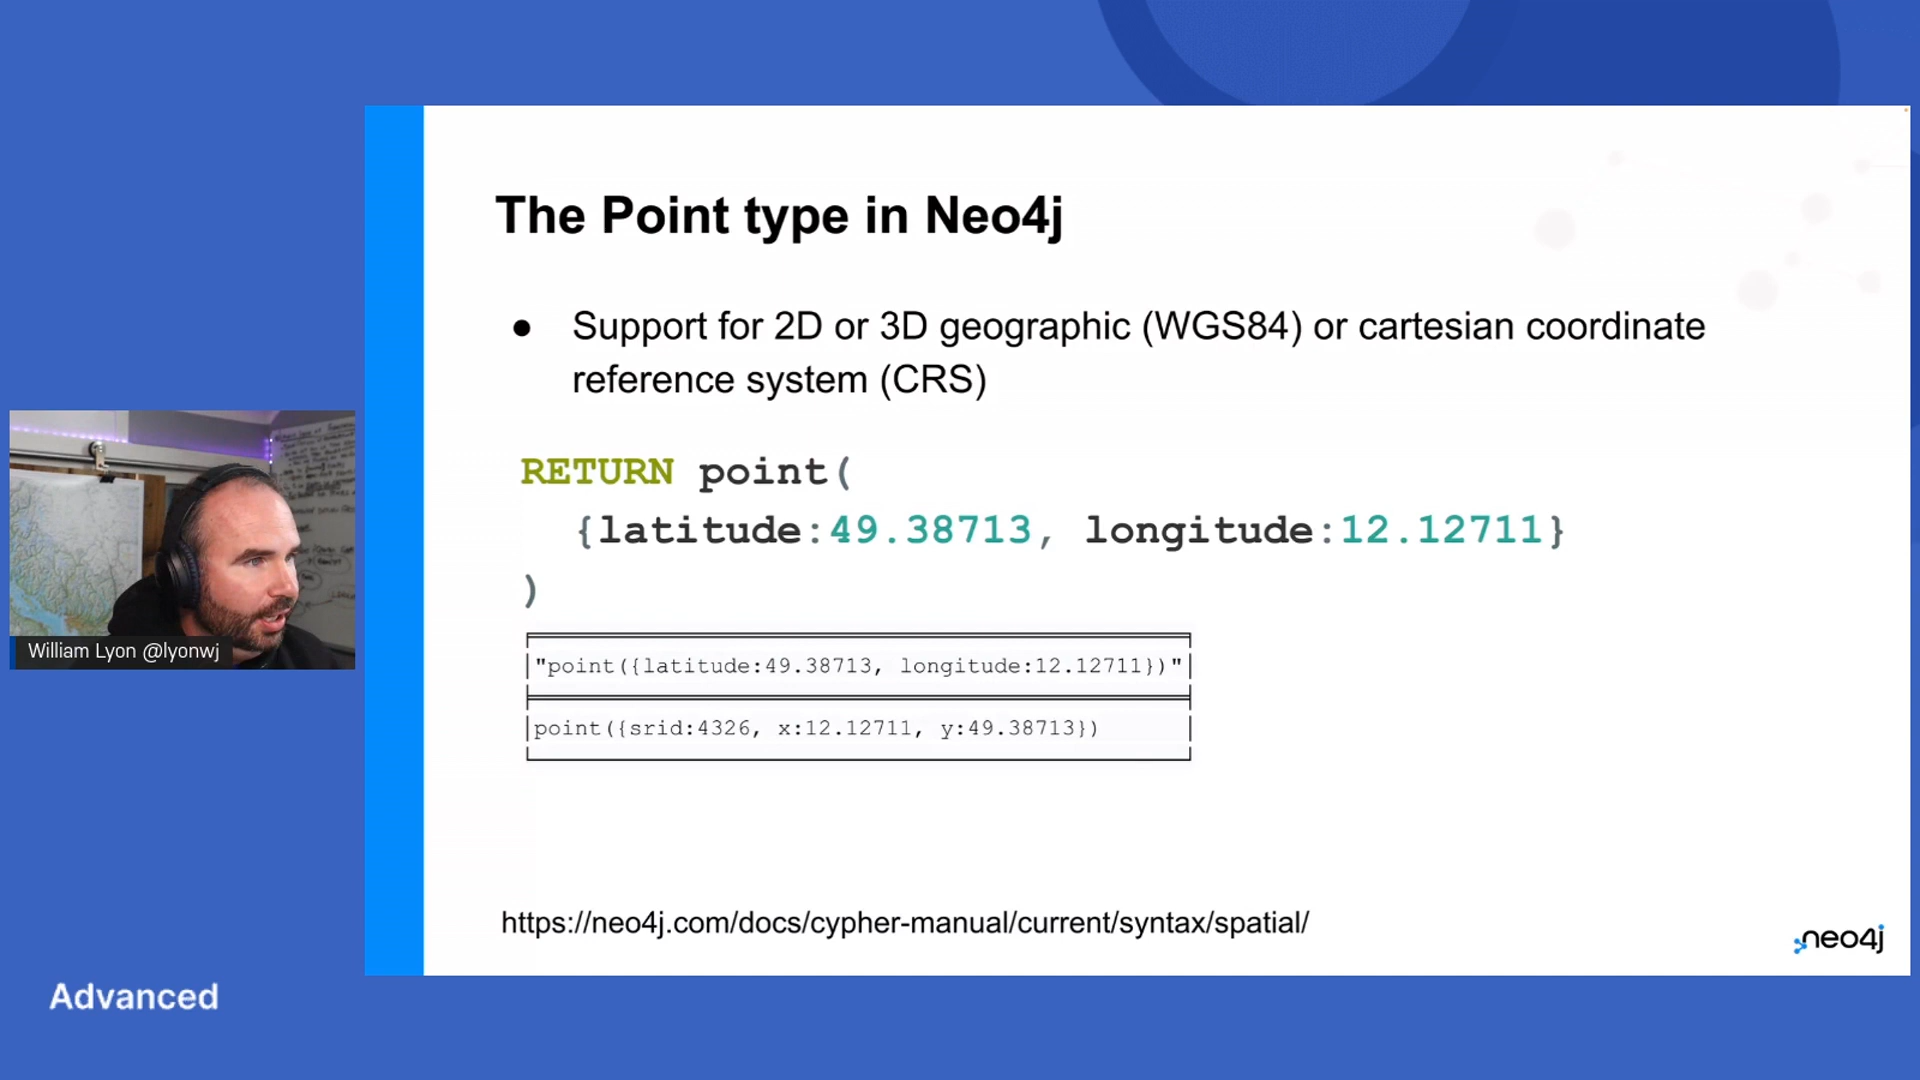 The Point type in Neo4j
● Support for 2D or 3D geographic (WGS84) or cartesian coordinate
reference system (CRS)
RETURN point(
{latitude:49.38713, longitude:12.12711}
)
"point({latitude:49.38713, longitude:12.12711})"
point({srid:4326, x:12.12711, y:49.38713})
https://neo4j.com/docs/cypher-manual/current/syntax/spatial/
neo4j
William Lyon @lyonwj
Advanced